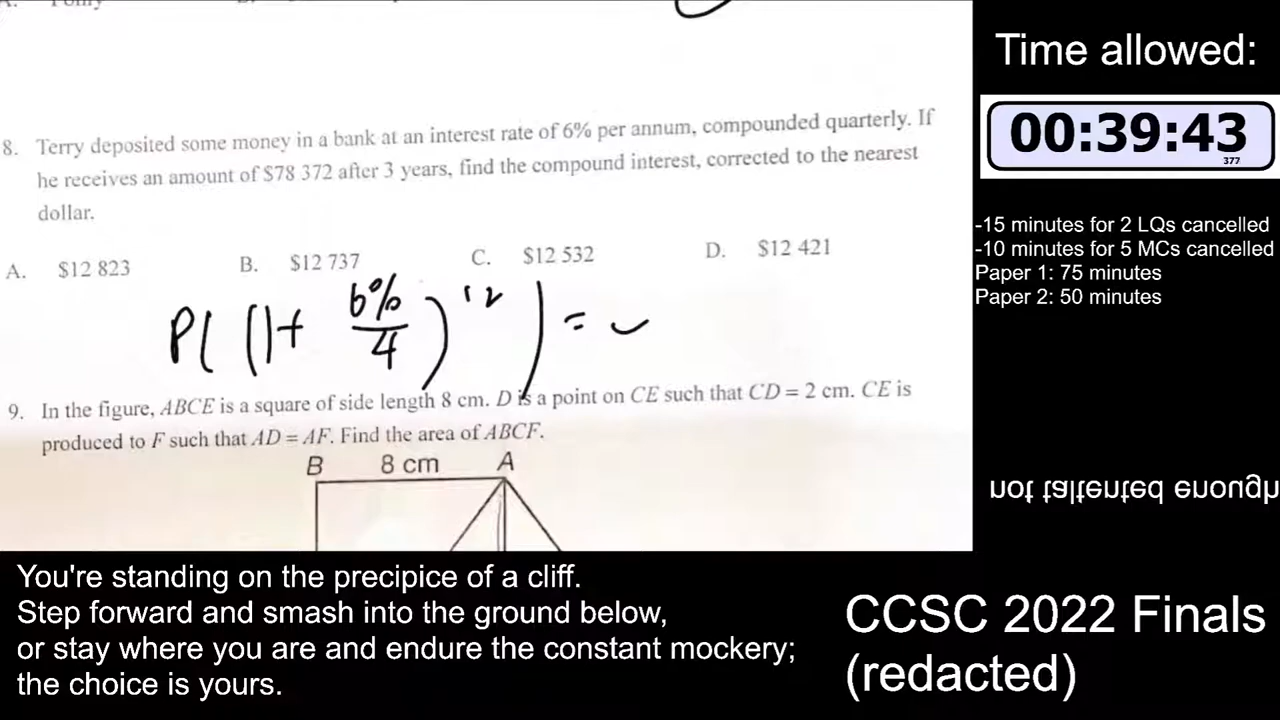 8. Terry deposited some money in a bank at an interest rate of 6% per annum, compounded quarterly. If
he receives an amount of $78 372 after 3 years, find the compound interest, corrected to the nearest
dollar.
A. $12 823 B. $12 737 C. $12 532 D. $12 421
P( (1+ 6%/4 )^12 ) =
9. In the figure, ABCE is a square of side length 8 cm. D is a point on CE such that CD = 2 cm. CE is
produced to F such that AD = AF. Find the area of ABCF.
B 8 cm A
Time allowed:
00:39:43
377
-15 minutes for 2 LQs cancelled
-10 minutes for 5 MCs cancelled
Paper 1: 75 minutes
Paper 2: 50 minutes
not taltented enough
You're standing on the precipice of a cliff.
Step forward and smash into the ground below,
or stay where you are and endure the constant mockery;
the choice is yours.
CCSC 2022 Finals
(redacted)